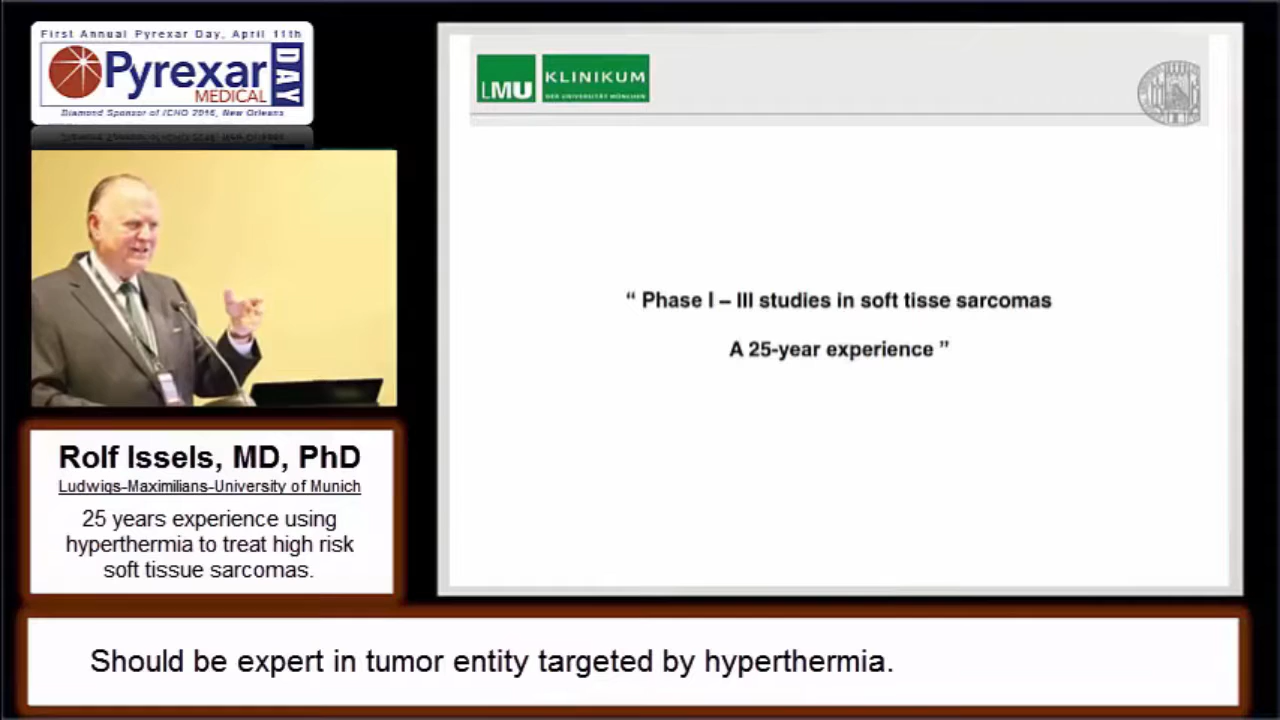 First Annual Pyrexar Day, April 11th
Pyrexar
MEDICAL
DAY
Diamond Sponsor of ICHO 2016, New Orleans
LMU
KLINIKUM
DER UNIVERSITÄT MÜNCHEN
“ Phase I – III studies in soft tisse sarcomas
A 25-year experience ”
Rolf Issels, MD, PhD
Ludwigs-Maximilians-University of Munich
25 years experience using
hyperthermia to treat high risk
soft tissue sarcomas.
Should be expert in tumor entity targeted by hyperthermia.